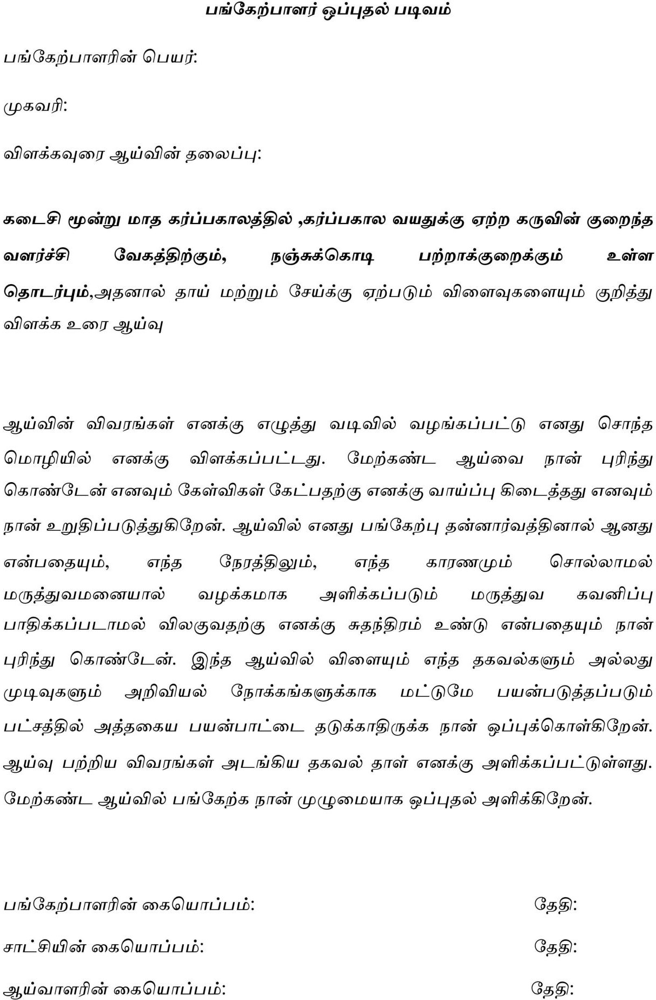 பங்கேற்பாளர் ஒப்புதல் படிவம்
பங்கேற்பாளரின் பெயர்:
முகவரி:
விளக்கவுரை ஆய்வின் தலைப்பு:
கடைசி மூன்று மாத கர்ப்பகாலத்தில் ,கர்ப்பகால வயதுக்கு ஏற்ற கருவின் குறைந்த
வளர்ச்சி வேகத்திற்கும், நஞ்சுக்கொடி பற்றாக்குறைக்கும் உள்ள
தொடர்பும்,அதனால் தாய் மற்றும் சேய்க்கு ஏற்படும் விளைவுகளையும் குறித்து
விளக்க உரை ஆய்வு
ஆய்வின் விவரங்கள் எனக்கு எழுத்து வடிவில் வழங்கப்பட்டு எனது சொந்த
மொழியில் எனக்கு விளக்கப்பட்டது. மேற்கண்ட ஆய்வை நான் புரிந்து
கொண்டேன் எனவும் கேள்விகள் கேட்பதற்கு எனக்கு வாய்ப்பு கிடைத்தது எனவும்
நான் உறுதிப்படுத்துகிறேன். ஆய்வில் எனது பங்கேற்பு தன்னார்வத்தினால் ஆனது
என்பதையும், எந்த நேரத்திலும், எந்த காரணமும் சொல்லாமல்
மருத்துவமனையால் வழக்கமாக அளிக்கப்படும் மருத்துவ கவனிப்பு
பாதிக்கப்படாமல் விலகுவதற்கு எனக்கு சுதந்திரம் உண்டு என்பதையும் நான்
புரிந்து கொண்டேன். இந்த ஆய்வில் விளையும் எந்த தகவல்களும் அல்லது
முடிவுகளும் அறிவியல் நோக்கங்களுக்காக மட்டுமே பயன்படுத்தப்படும்
பட்சத்தில் அத்தகைய பயன்பாட்டை தடுக்காதிருக்க நான் ஒப்புக்கொள்கிறேன்.
ஆய்வு பற்றிய விவரங்கள் அடங்கிய தகவல் தாள் எனக்கு அளிக்கப்பட்டுள்ளது.
மேற்கண்ட ஆய்வில் பங்கேற்க நான் முழுமையாக ஒப்புதல் அளிக்கிறேன்.
பங்கேற்பாளரின் கையொப்பம்: தேதி:
சாட்சியின் கையொப்பம்: தேதி:
ஆய்வாளரின் கையொப்பம்: தேதி: